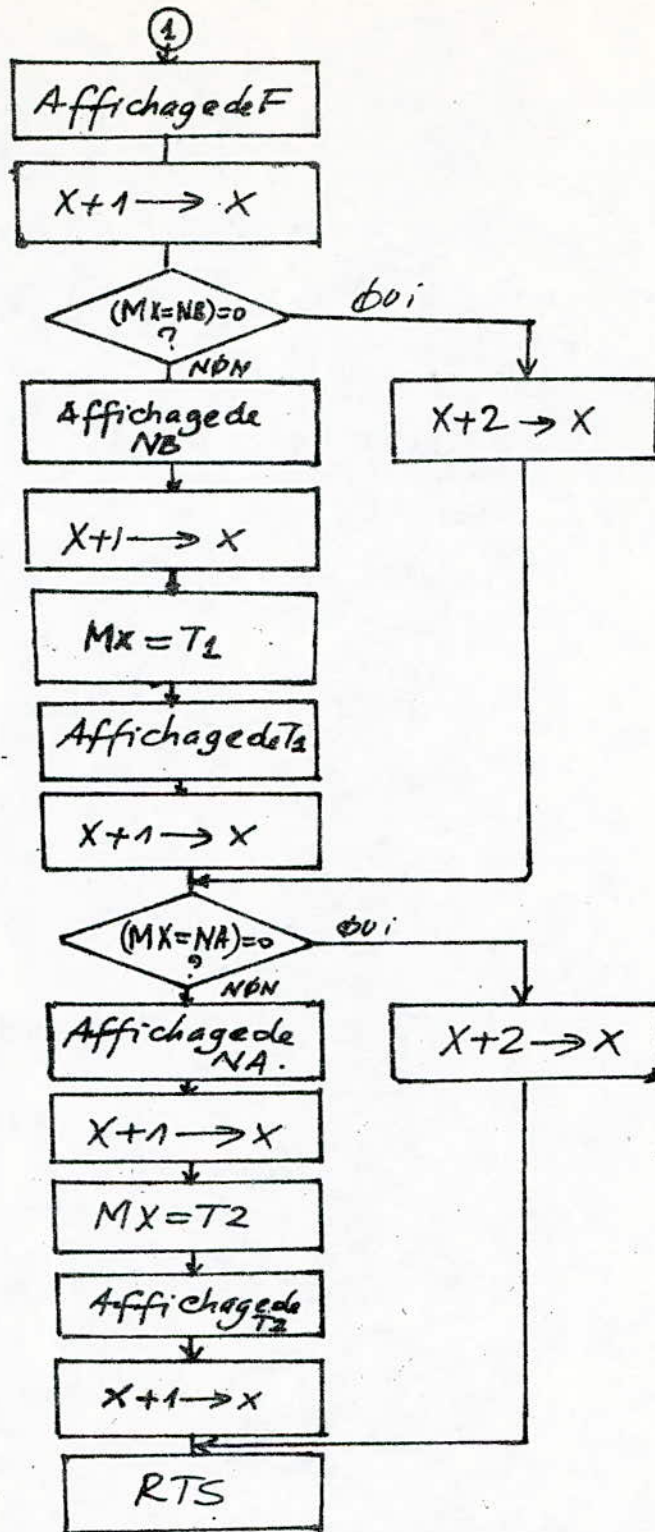 1
Affichage de F
X+1 → X
(MX=NB)=0
?
OUi
NON
Affichage de
NB
X+2 → X
X+1 → X
MX = T1
Affichage de T1
X+1 → X
(MX=NA)=0
?
OUi
NON
Affichage de
NA.
X+2 → X
X+1 → X
MX = T2
Affichage de
T2
X+1 → X
RTS